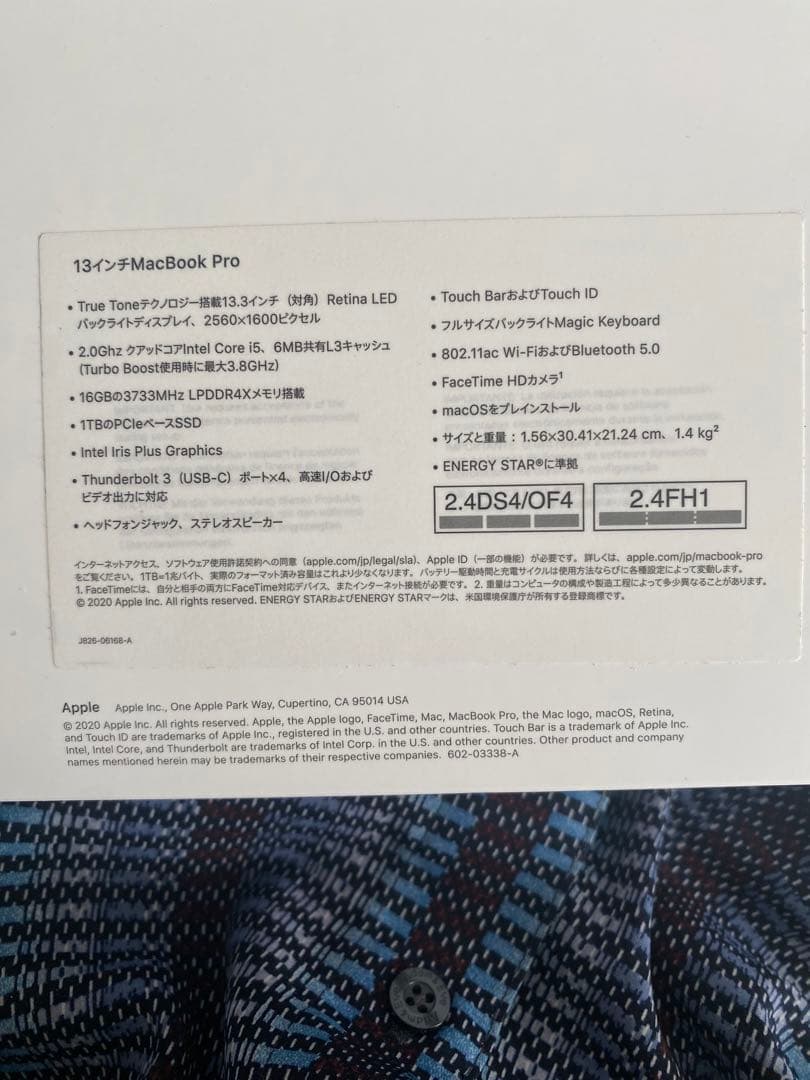 13インチMacBook Pro
• True Toneテクノロジー搭載13.3インチ（対角）Retina LED
バックライトディスプレイ、2560×1600ピクセル
• 2.0Ghz クアッドコアIntel Core i5、6MB共有L3キャッシュ
(Turbo Boost使用時に最大3.8GHz)
• 16GBの3733MHz LPDDR4Xメモリ搭載
• 1TBのPCIeベースSSD
• Intel Iris Plus Graphics
• Thunderbolt 3（USB-C）ポート×4、高速I/Oおよび
ビデオ出力に対応
• ヘッドフォンジャック、ステレオスピーカー
• Touch BarおよびTouch ID
• フルサイズバックライトMagic Keyboard
• 802.11ac Wi-FiおよびBluetooth 5.0
• FaceTime HDカメラ¹
• macOSをプレインストール
• サイズと重量：1.56×30.41×21.24 cm、1.4 kg²
• ENERGY STAR®に準拠
2.4DS4/OF4
2.4FH1
インターネットアクセス、ソフトウェア使用許諾契約への同意（apple.com/jp/legal/sla）、Apple ID（一部の機能）が必要です。詳しくは、apple.com/jp/macbook-pro
をご覧ください。1TB=1兆バイト、実際のフォーマット済み容量はこれより少なくなります。バッテリー駆動時間と充電サイクルは使用方法ならびに各種設定によって変動します。
1. FaceTimeには、自分と相手の両方にFaceTime対応デバイス、またインターネット接続が必要です。2. 重量はコンピュータの構成や製造工程によって多少異なることがあります。
© 2020 Apple Inc. All rights reserved. ENERGY STARおよびENERGY STARマークは、米国環境保護庁が所有する登録商標です。
JB26-06168-A
Apple Apple Inc., One Apple Park Way, Cupertino, CA 95014 USA
© 2020 Apple Inc. All rights reserved. Apple, the Apple logo, FaceTime, Mac, MacBook Pro, the Mac logo, macOS, Retina,
and Touch ID are trademarks of Apple Inc., registered in the U.S. and other countries. Touch Bar is a trademark of Apple Inc.
Intel, Intel Core, and Thunderbolt are trademarks of Intel Corp. in the U.S. and other countries. Other product and company
names mentioned herein may be trademarks of their respective companies. 602-03338-A